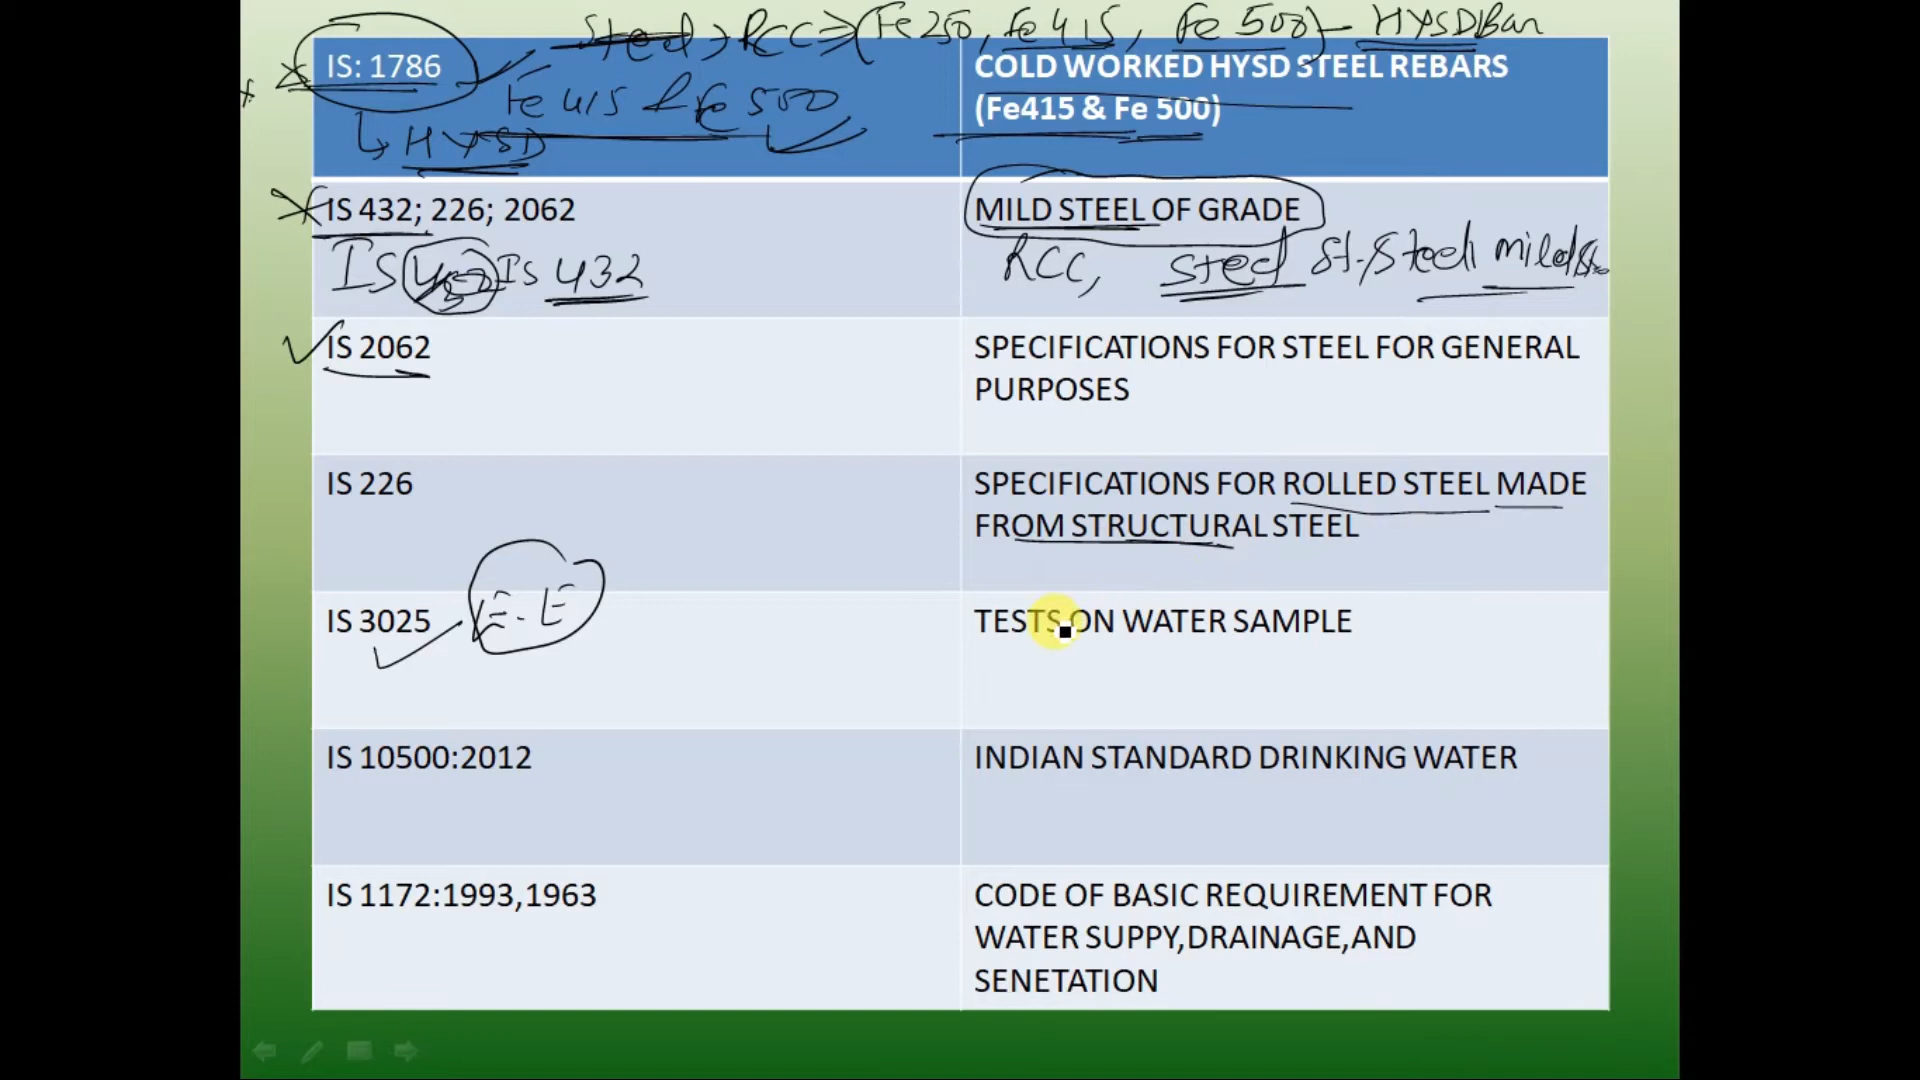 Steel → RCC ⇒ (Fe 250, Fe 415, Fe 500) - HYSD Bar
IS: 1786
COLD WORKED HYSD STEEL REBARS
(Fe415 & Fe 500)
Fe 415 & Fe 500
↳ HYSD
IS 432; 226; 2062
MILD STEEL OF GRADE
IS IS 432
RCC, Steel St. Steel mild
IS 2062
SPECIFICATIONS FOR STEEL FOR GENERAL
PURPOSES
IS 226
SPECIFICATIONS FOR ROLLED STEEL MADE
FROM STRUCTURAL STEEL
E.E
IS 3025
TESTS ON WATER SAMPLE
IS 10500:2012
INDIAN STANDARD DRINKING WATER
IS 1172:1993,1963
CODE OF BASIC REQUIREMENT FOR
WATER SUPPY,DRAINAGE,AND
SENETATION